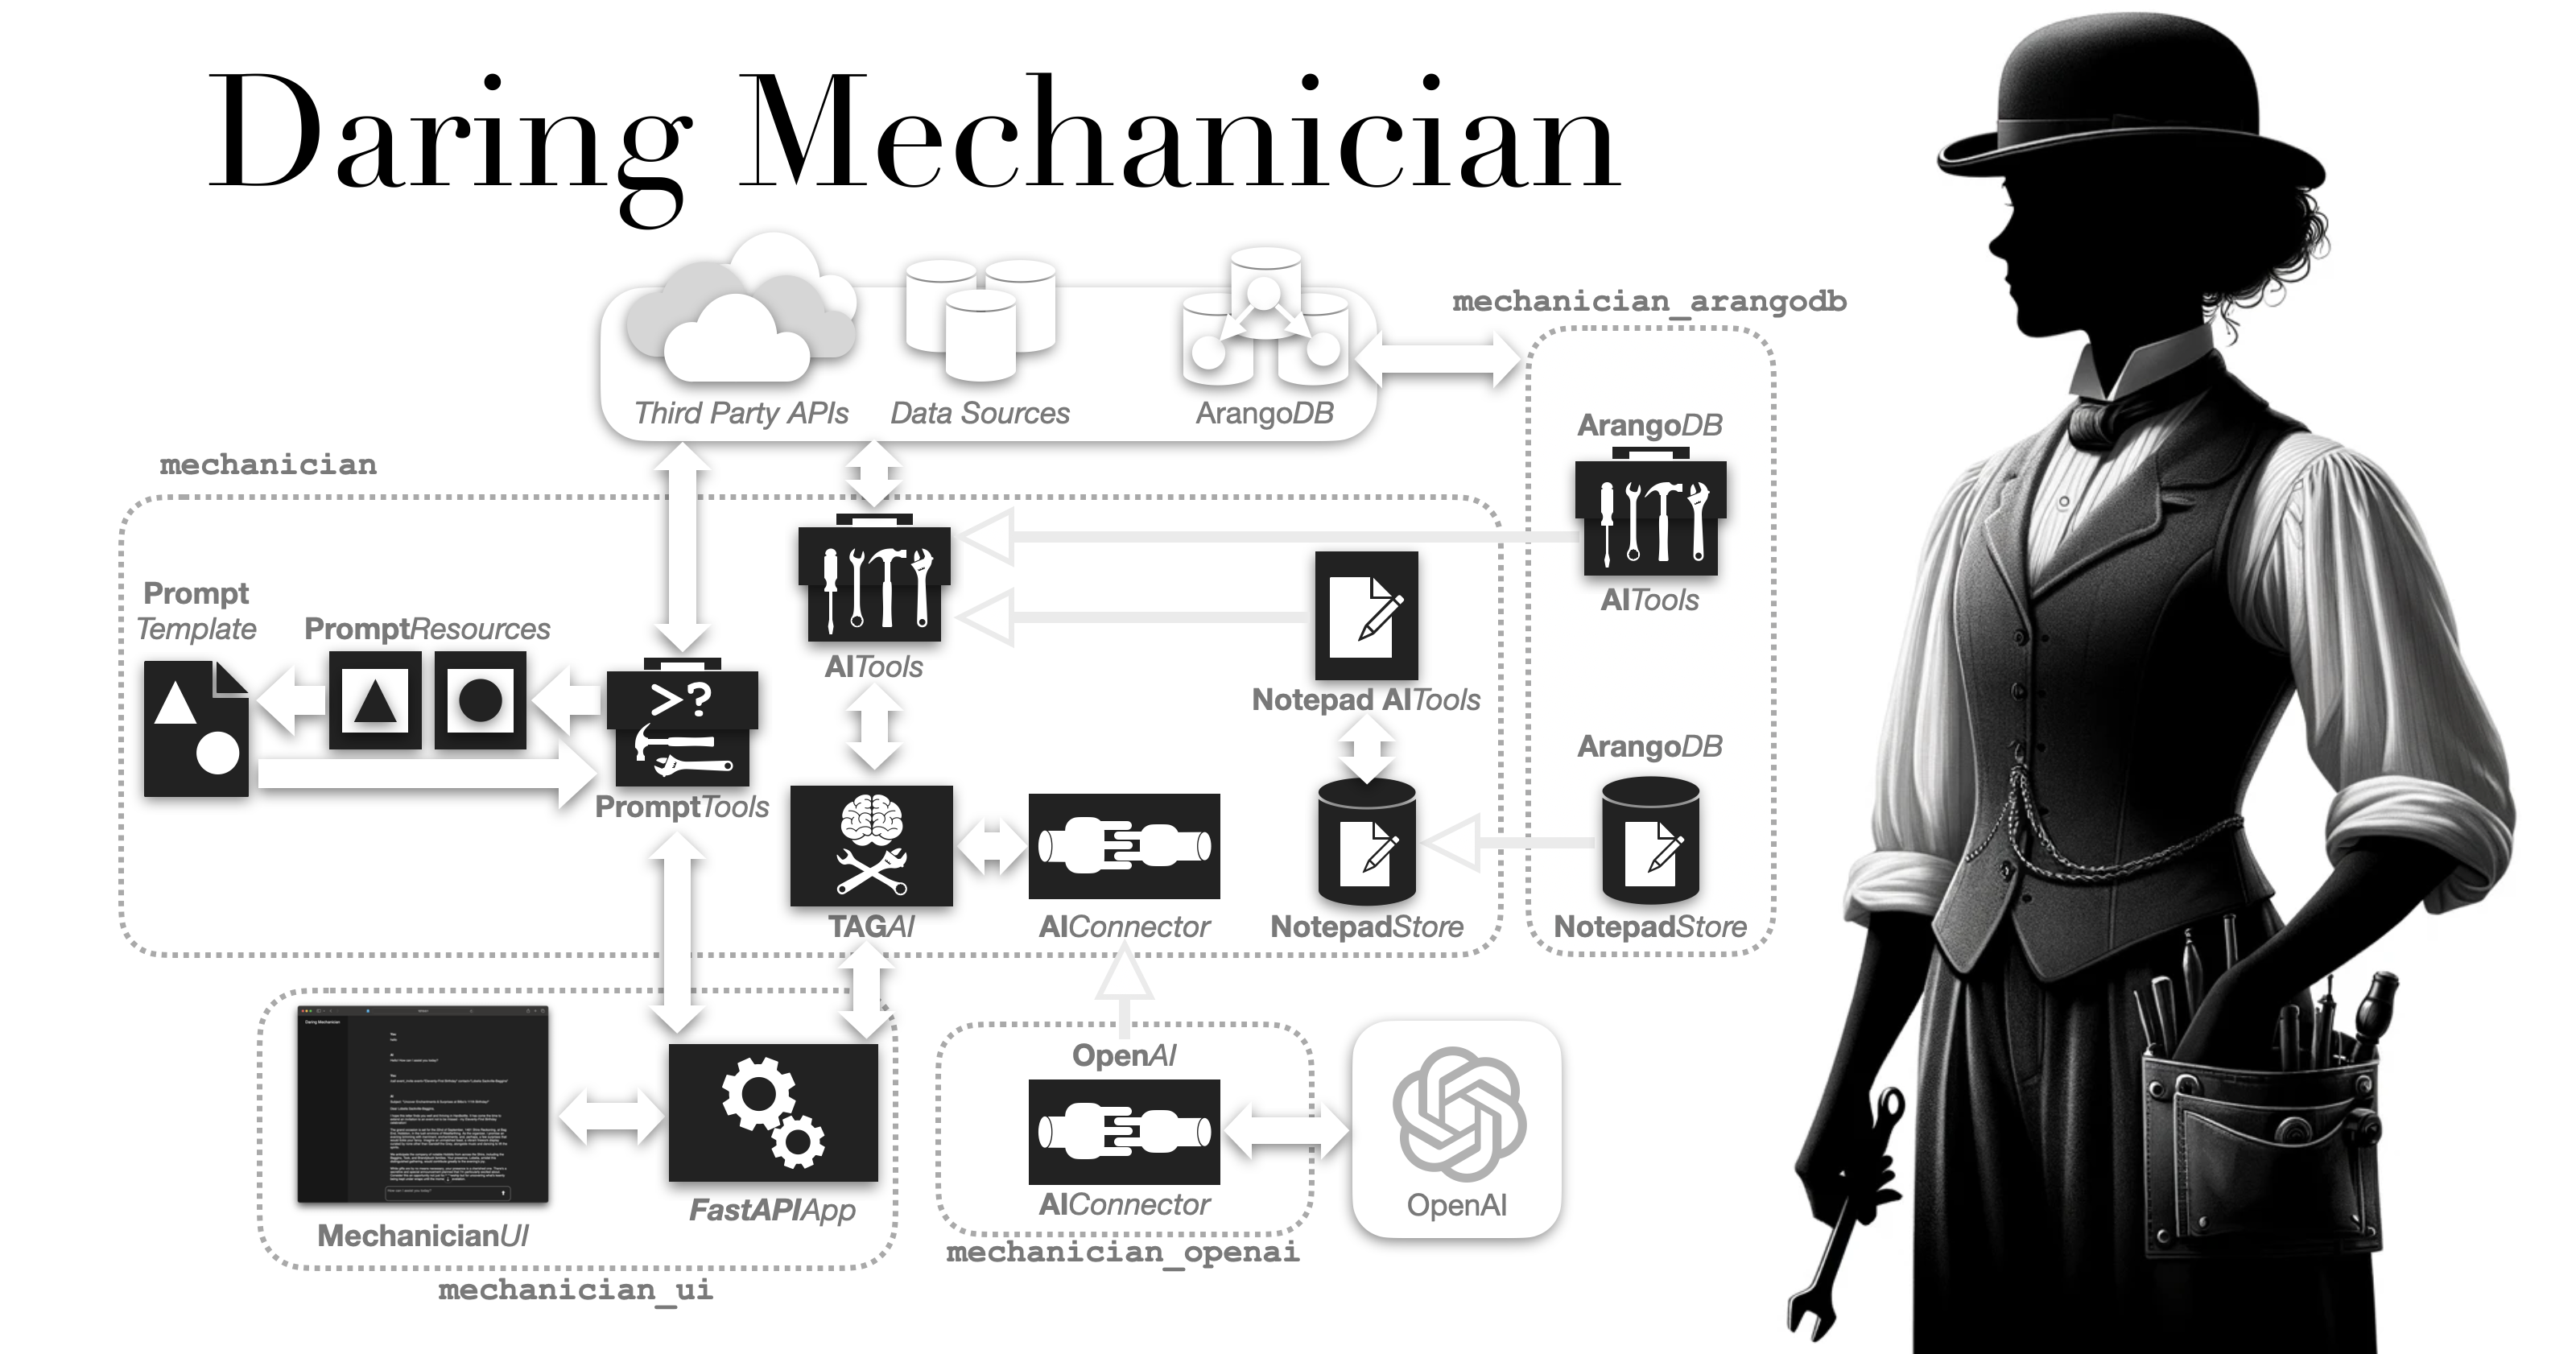 Daring Mechanician
mechanician_arangodb
Third Party APIs
Data Sources
ArangoDB
ArangoDB
AITools
mechanician
AITools
Prompt
Template
PromptResources
>?
PromptTools
Notepad AITools
ArangoDB
TAGAI
AIConnector
NotepadStore
NotepadStore
Daring Mechanician
MechanicianUI
FastAPIApp
mechanician_ui
OpenAI
AIConnector
mechanician_openai
OpenAI